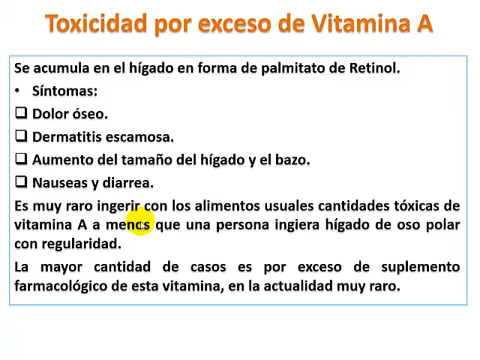 Toxicidad por exceso de Vitamina A
Se acumula en el hígado en forma de palmitato de Retinol.
• Síntomas:
❑ Dolor óseo.
❑ Dermatitis escamosa.
❑ Aumento del tamaño del hígado y el bazo.
❑ Nauseas y diarrea.
Es muy raro ingerir con los alimentos usuales cantidades tóxicas de
vitamina A a menos que una persona ingiera hígado de oso polar
con regularidad.
La mayor cantidad de casos es por exceso de suplemento
farmacológico de esta vitamina, en la actualidad muy raro.